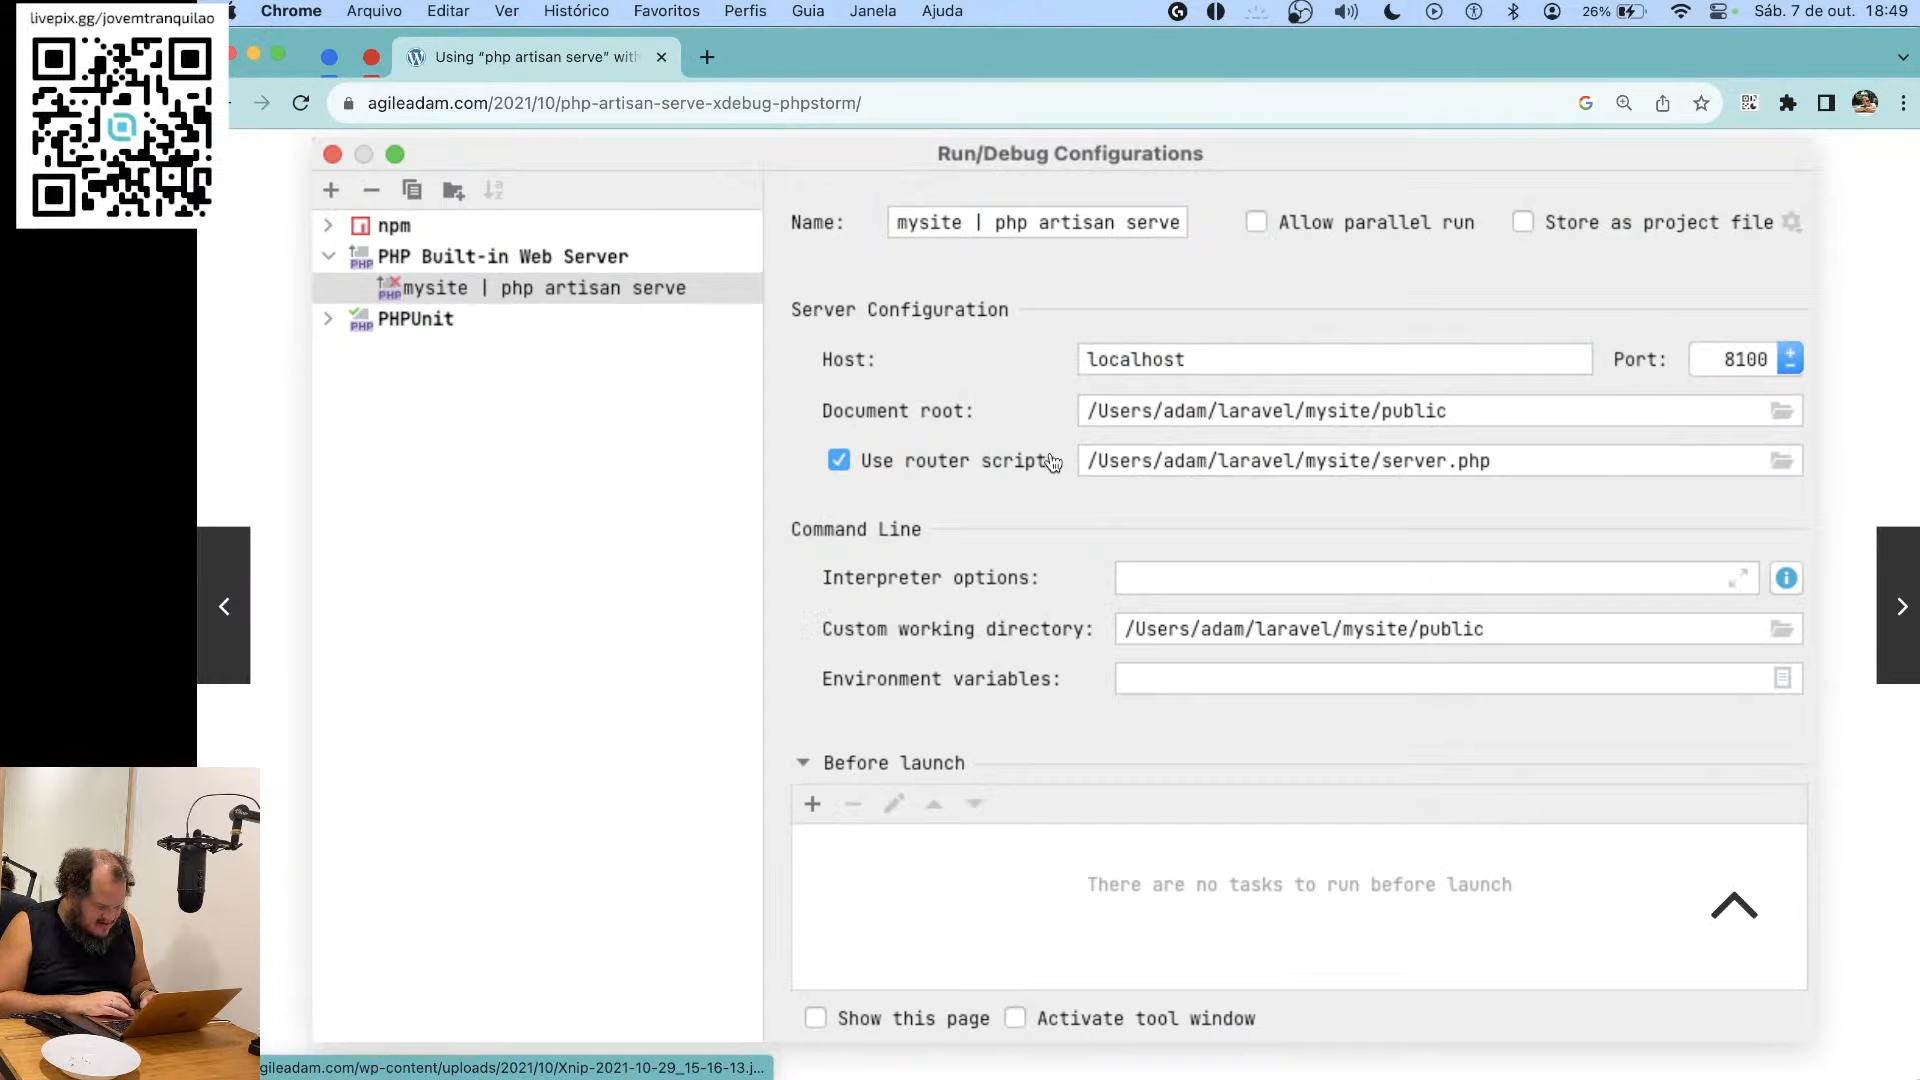 livepix.gg/jovemtranquilao
Chrome Arquivo Editar Ver Histórico Favoritos Perfis Guia Janela Ajuda 26% Sáb. 7 de out. 18:49
Using “php artisan serve” with
agileadam.com/2021/10/php-artisan-serve-xdebug-phpstorm/
Run/Debug Configurations
npm
PHP Built-in Web Server
mysite | php artisan serve
PHPUnit
Name: mysite | php artisan serve Allow parallel run Store as project file
Server Configuration
Host: localhost Port: 8100
Document root: /Users/adam/laravel/mysite/public
Use router script /Users/adam/laravel/mysite/server.php
Command Line
Interpreter options:
Custom working directory: /Users/adam/laravel/mysite/public
Environment variables:
Before launch
There are no tasks to run before launch
Show this page Activate tool window
gileadam.com/wp-content/uploads/2021/10/Xnip-2021-10-29_15-16-13.j...